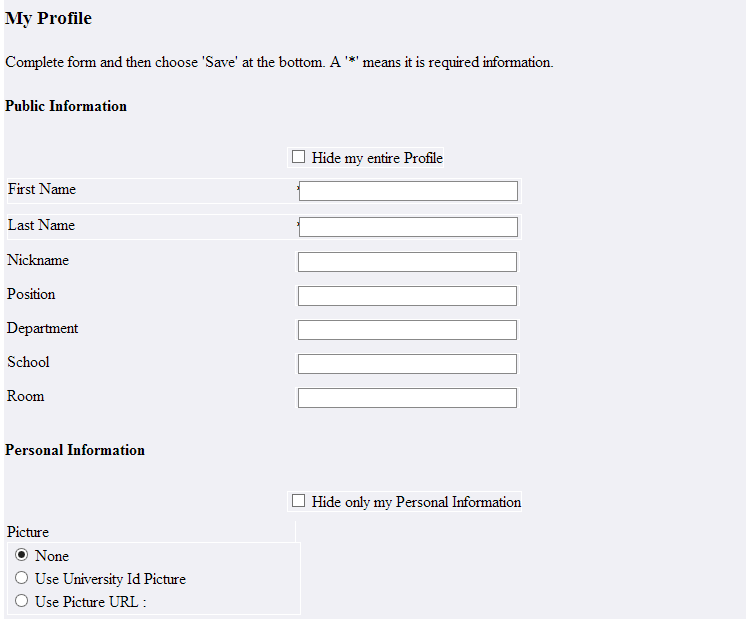 My Profile
Complete form and then choose 'Save' at the bottom. A '*' means it is required information.
Public Information
Hide my entire Profile
First Name *
Last Name *
Nickname
Position
Department
School
Room
Personal Information
Hide only my Personal Information
Picture
None
Use University Id Picture
Use Picture URL :